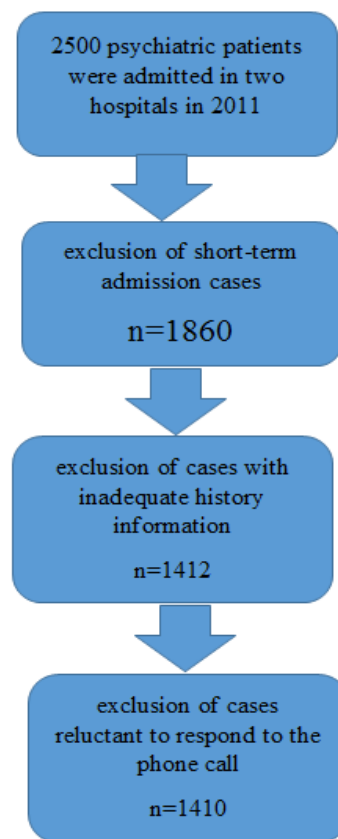 2500 psychiatric patients
were admitted in two
hospitals in 2011
exclusion of short-term
admission cases
n=1860
exclusion of cases with
inadequate history
information
n=1412
exclusion of cases
reluctant to respond to the
phone call
n=1410